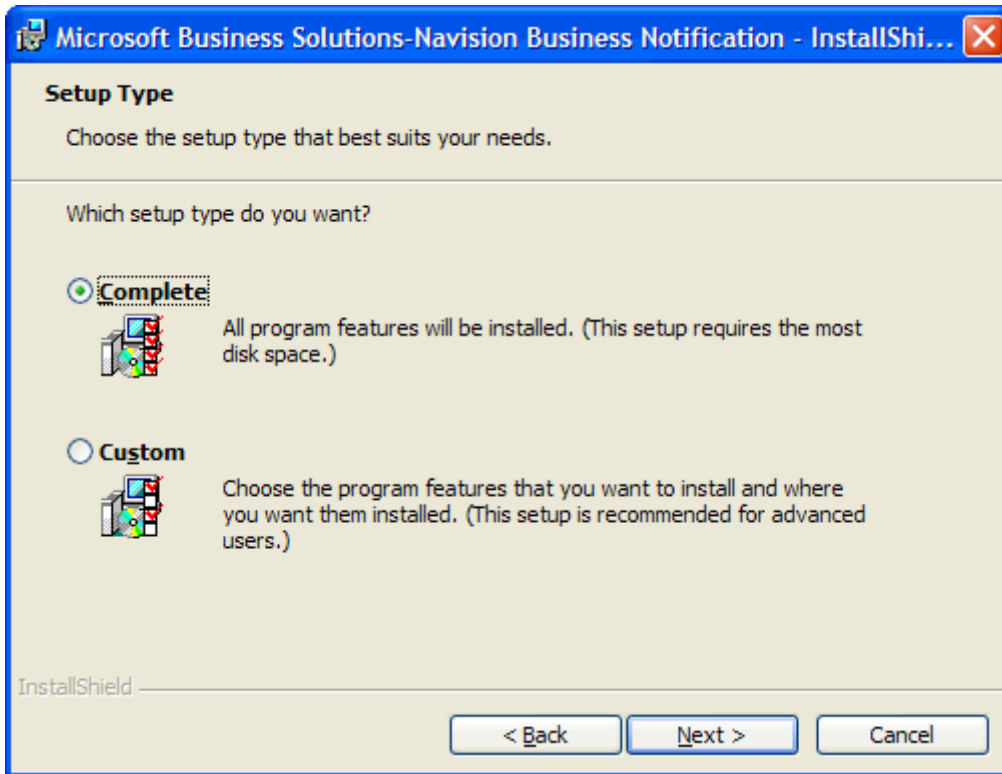 Microsoft Business Solutions-Navision Business Notification - InstallShi...
Setup Type
Choose the setup type that best suits your needs.
Which setup type do you want?
Complete
All program features will be installed. (This setup requires the most
disk space.)
Custom
Choose the program features that you want to install and where
you want them installed. (This setup is recommended for advanced
users.)
InstallShield
< Back
Next >
Cancel